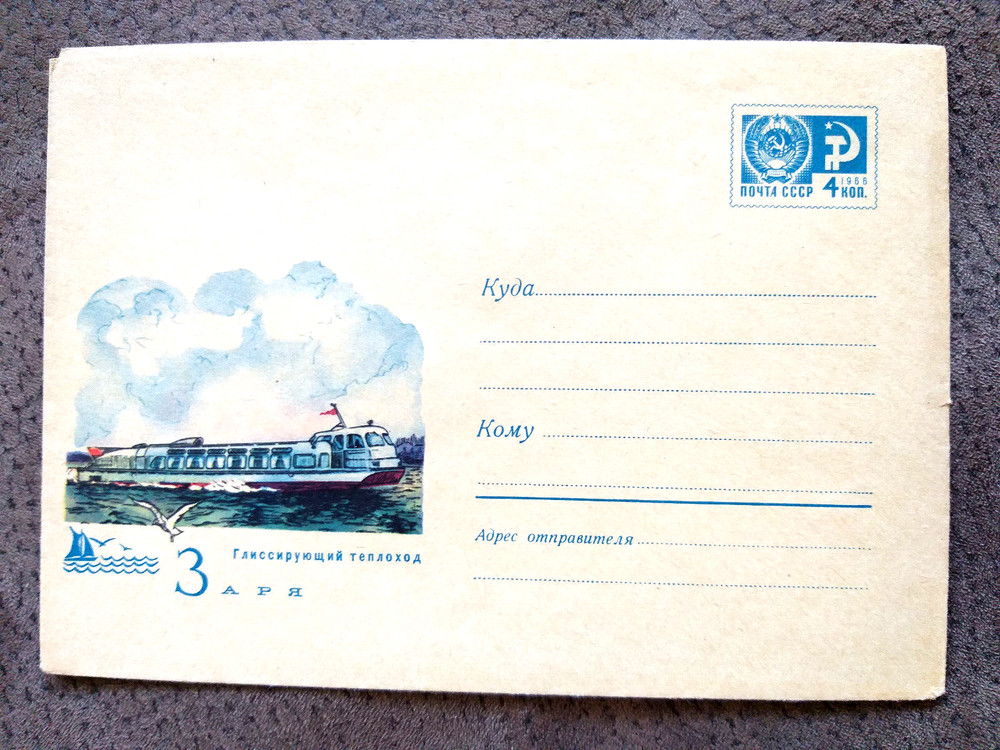 1966
ПОЧТА СССР 4 КОП.
Куда
Кому
Адрес отправителя
Глиссирующий теплоход
Заря